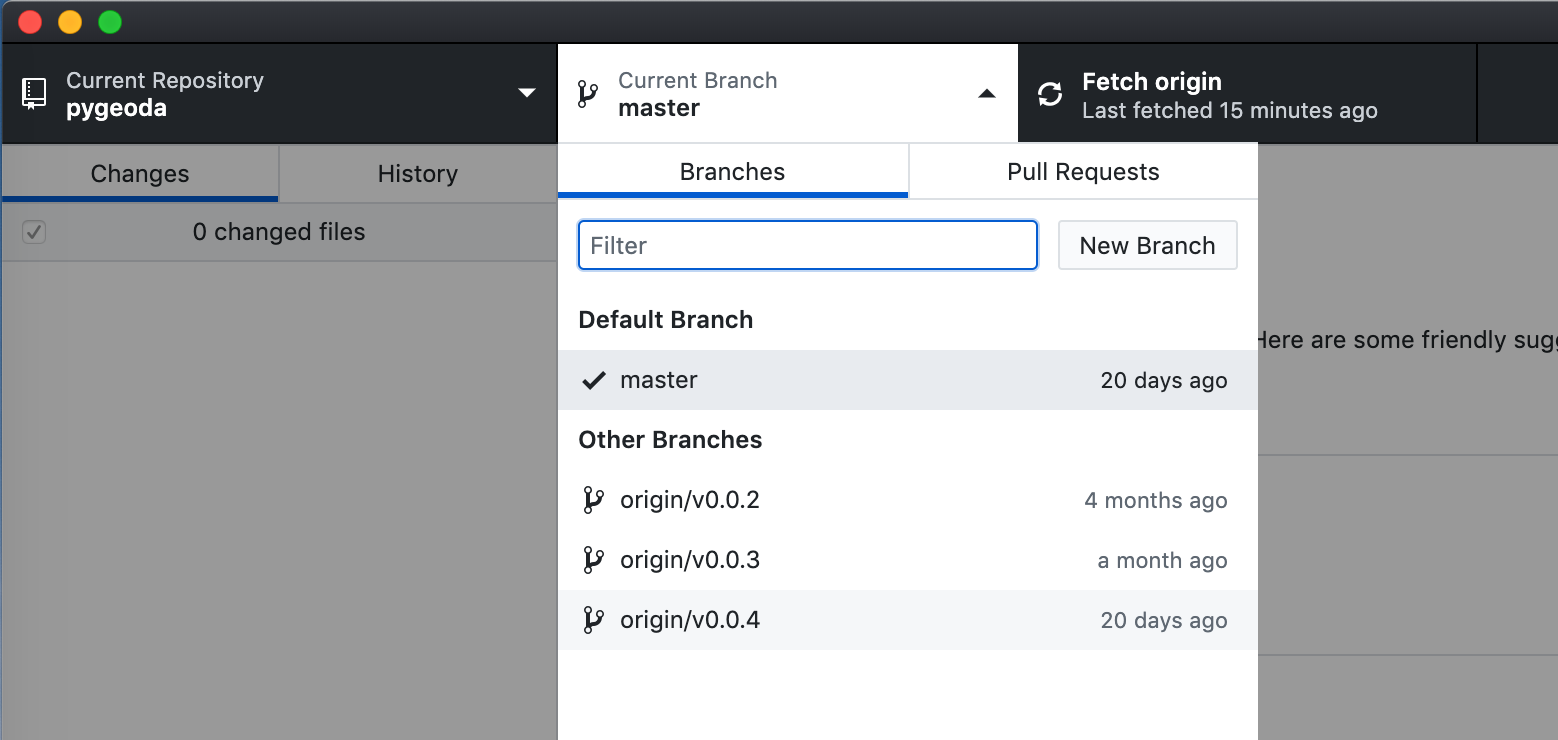 Current Repository
pygeoda
Current Branch
master
Fetch origin
Last fetched 15 minutes ago
Changes
History
Branches
Pull Requests
0 changed files
Filter
New Branch
Default Branch
Here are some friendly
master
20 days ago
Other Branches
origin/v0.0.2
4 months ago
origin/v0.0.3
a month ago
origin/v0.0.4
20 days ago